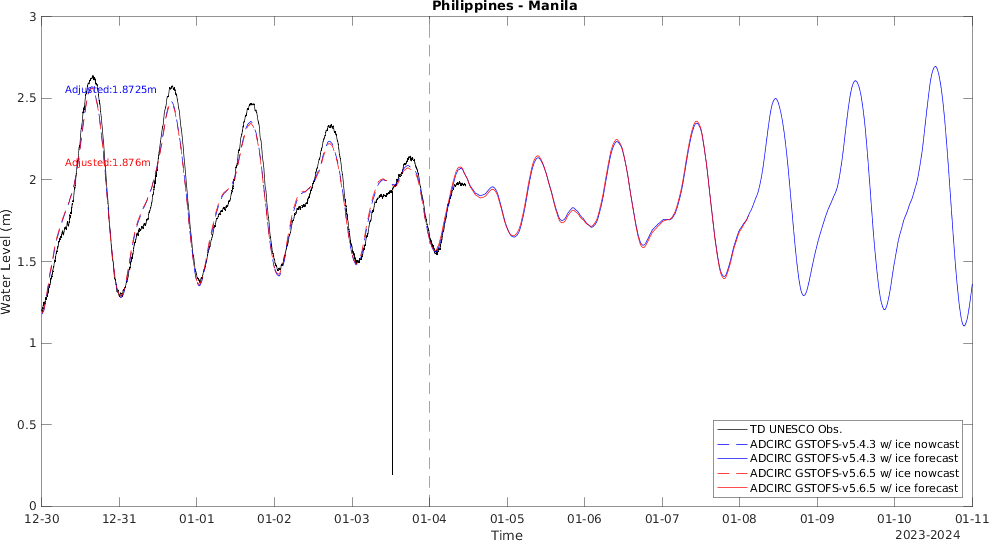 Philippines - Manila
3
2.5
2
1.5
1
0.5
0
Water Level (m)
Adjusted:1.8725m
Adjusted:1.876m
TD UNESCO Obs.
ADCIRC GSTOFS-v5.4.3 w/ ice nowcast
ADCIRC GSTOFS-v5.4.3 w/ ice forecast
ADCIRC GSTOFS-v5.6.5 w/ ice nowcast
ADCIRC GSTOFS-v5.6.5 w/ ice forecast
12-30 12-31 01-01 01-02 01-03 01-04 01-05 01-06 01-07 01-08 01-09 01-10 01-11
Time
2023-2024